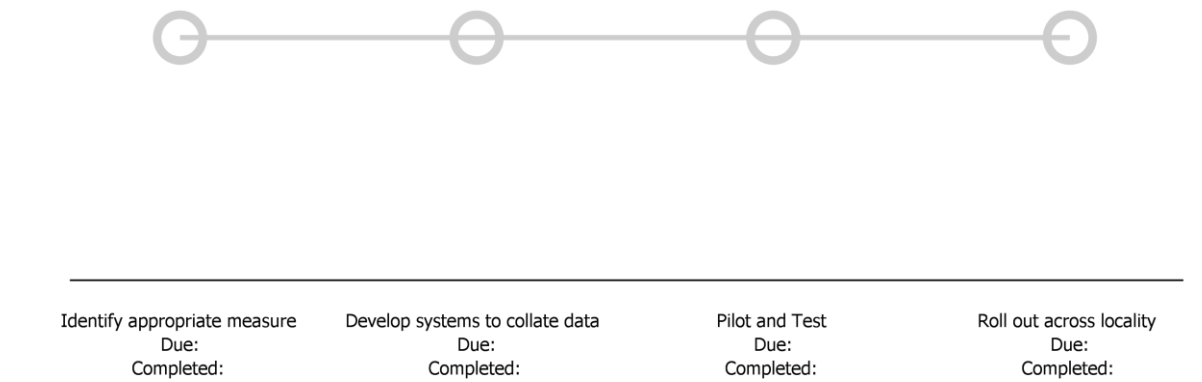 Identify appropriate measure
Due:
Completed:
Develop systems to collate data
Due:
Completed:
Pilot and Test
Due:
Completed:
Roll out across locality
Due:
Completed: